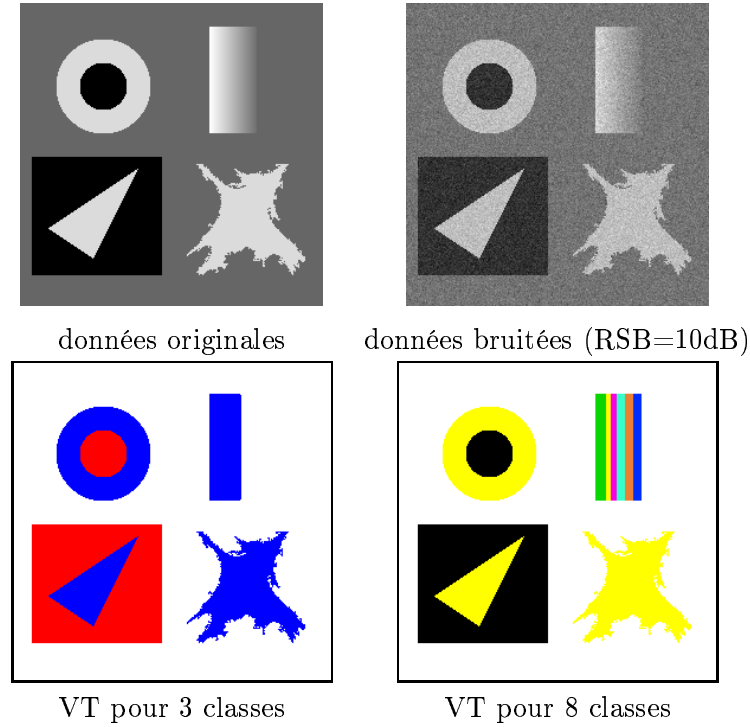 données originales
données bruitées (RSB=10dB)
VT pour 3 classes
VT pour 8 classes